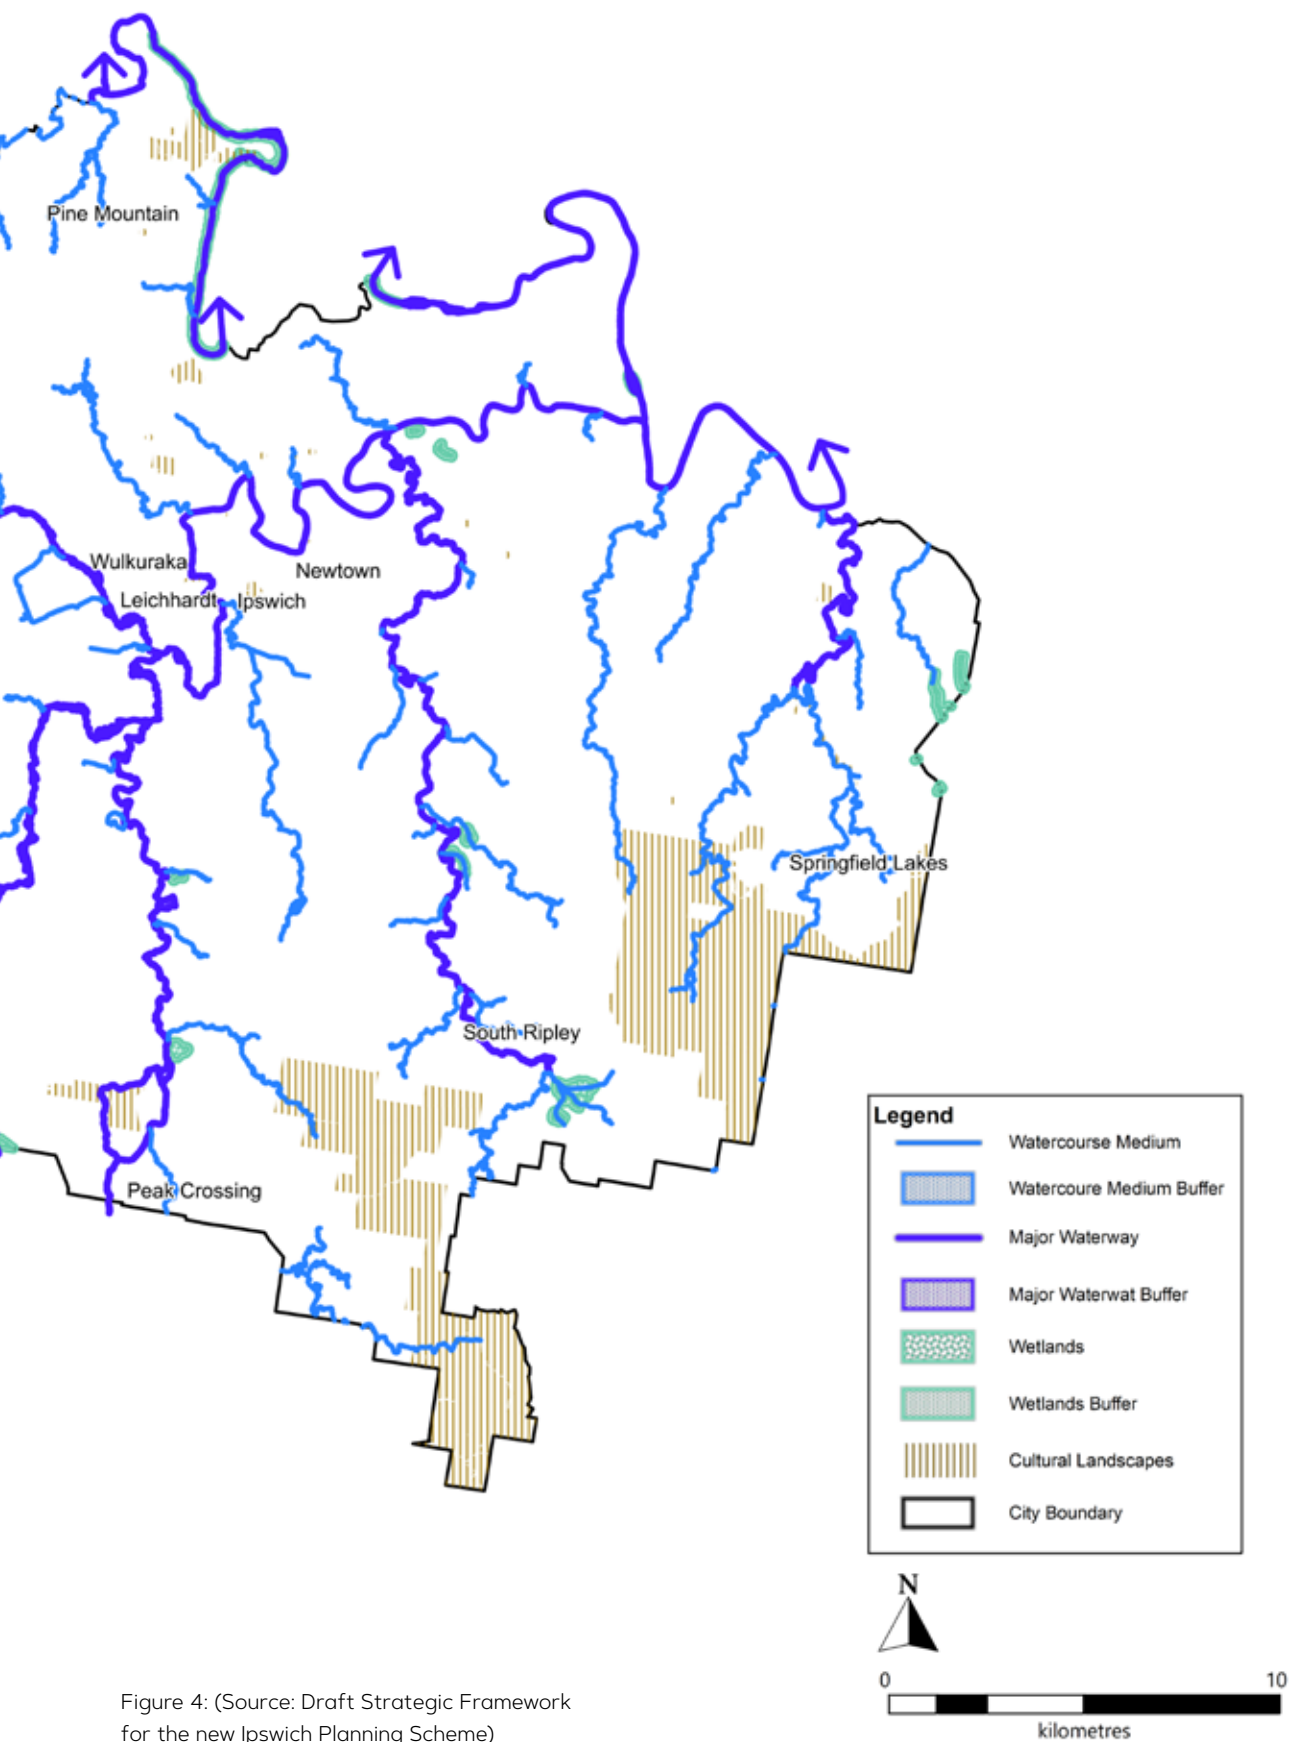 Pine Mountain
Wulkuraka
Newtown
Leichhardt
Ipswich
Springfield Lakes
South Ripley
Peak Crossing
Legend
Watercourse Medium
Watercoure Medium Buffer
Major Waterway
Major Waterwat Buffer
Wetlands
Wetlands Buffer
Cultural Landscapes
City Boundary
N
0 10
kilometres
Figure 4: (Source: Draft Strategic Framework
for the new Ipswich Planning Scheme)